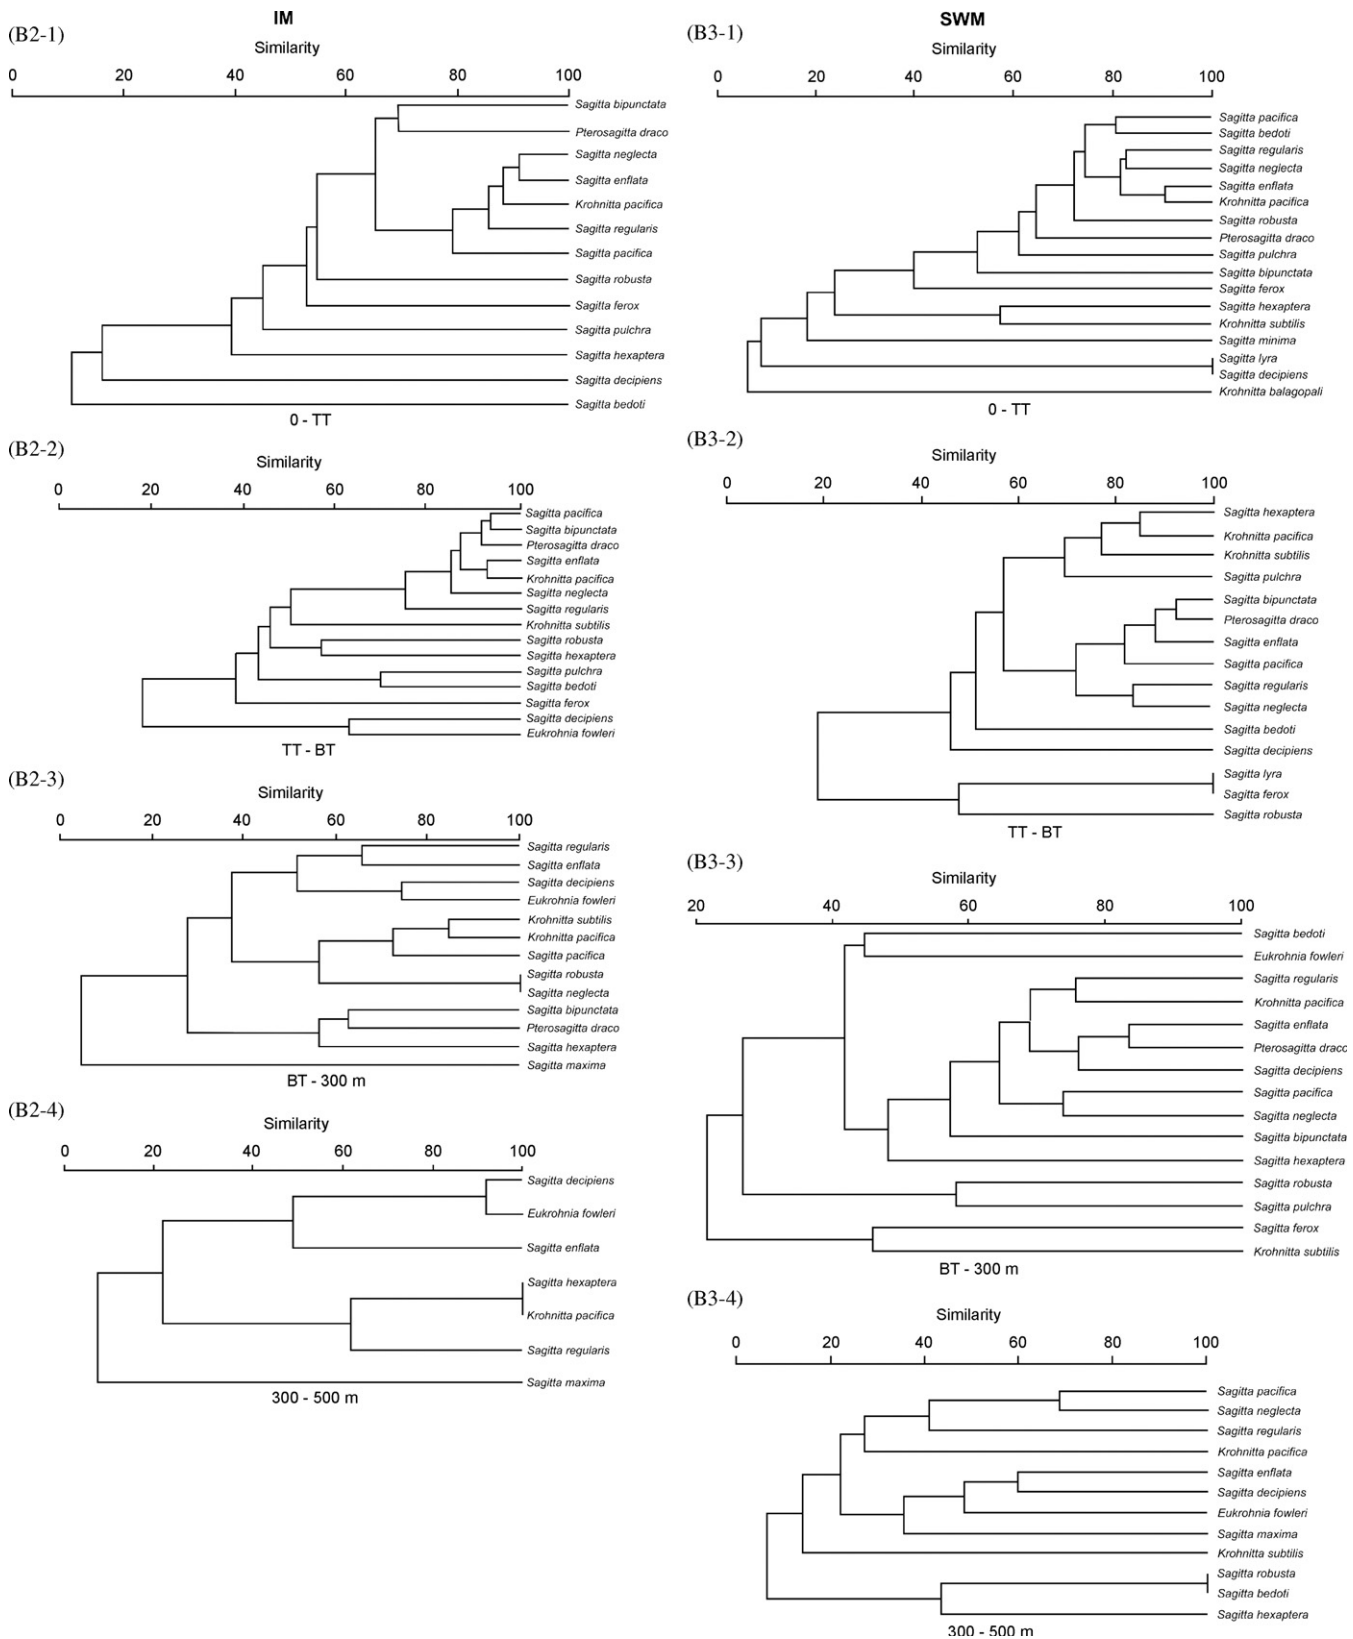 IM
(B2-1)
Similarity
0 20 40 60 80 100
Sagitta bipunctata
Pterosagitta draco
Sagitta neglecta
Sagitta enflata
Krohnitta pacifica
Sagitta regularis
Sagitta pacifica
Sagitta robusta
Sagitta ferox
Sagitta pulchra
Sagitta hexaptera
Sagitta decipiens
Sagitta bedoti
0 - TT
(B2-2)
Similarity
0 20 40 60 80 100
Sagitta pacifica
Sagitta bipunctata
Pterosagitta draco
Sagitta enflata
Krohnitta pacifica
Sagitta neglecta
Sagitta regularis
Krohnitta subtilis
Sagitta robusta
Sagitta hexaptera
Sagitta pulchra
Sagitta bedoti
Sagitta ferox
Sagitta decipiens
Eukrohnia fowleri
TT - BT
(B2-3)
Similarity
0 20 40 60 80 100
Sagitta regularis
Sagitta enflata
Sagitta decipiens
Eukrohnia fowleri
Krohnitta subtilis
Krohnitta pacifica
Sagitta pacifica
Sagitta robusta
Sagitta neglecta
Sagitta bipunctata
Pterosagitta draco
Sagitta hexaptera
Sagitta maxima
BT - 300 m
(B2-4)
Similarity
0 20 40 60 80 100
Sagitta decipiens
Eukrohnia fowleri
Sagitta enflata
Sagitta hexaptera
Krohnitta pacifica
Sagitta regularis
Sagitta maxima
300 - 500 m
SWM
(B3-1)
Similarity
0 20 40 60 80 100
Sagitta pacifica
Sagitta bedoti
Sagitta regularis
Sagitta neglecta
Sagitta enflata
Krohnitta pacifica
Sagitta robusta
Pterosagitta draco
Sagitta pulchra
Sagitta bipunctata
Sagitta ferox
Sagitta hexaptera
Krohnitta subtilis
Sagitta minima
Sagitta lyra
Sagitta decipiens
Krohnitta balagopali
0 - TT
(B3-2)
Similarity
0 20 40 60 80 100
Sagitta hexaptera
Krohnitta pacifica
Krohnitta subtilis
Sagitta pulchra
Sagitta bipunctata
Pterosagitta draco
Sagitta enflata
Sagitta pacifica
Sagitta regularis
Sagitta neglecta
Sagitta bedoti
Sagitta decipiens
Sagitta lyra
Sagitta ferox
Sagitta robusta
TT - BT
(B3-3)
Similarity
20 40 60 80 100
Sagitta bedoti
Eukrohnia fowleri
Sagitta regularis
Krohnitta pacifica
Sagitta enflata
Pterosagitta draco
Sagitta decipiens
Sagitta pacifica
Sagitta neglecta
Sagitta bipunctata
Sagitta hexaptera
Sagitta robusta
Sagitta pulchra
Sagitta ferox
Krohnitta subtilis
BT - 300 m
(B3-4)
Similarity
0 20 40 60 80 100
Sagitta pacifica
Sagitta neglecta
Sagitta regularis
Krohnitta pacifica
Sagitta enflata
Sagitta decipiens
Eukrohnia fowleri
Sagitta maxima
Krohnitta subtilis
Sagitta robusta
Sagitta bedoti
Sagitta hexaptera
300 - 500 m